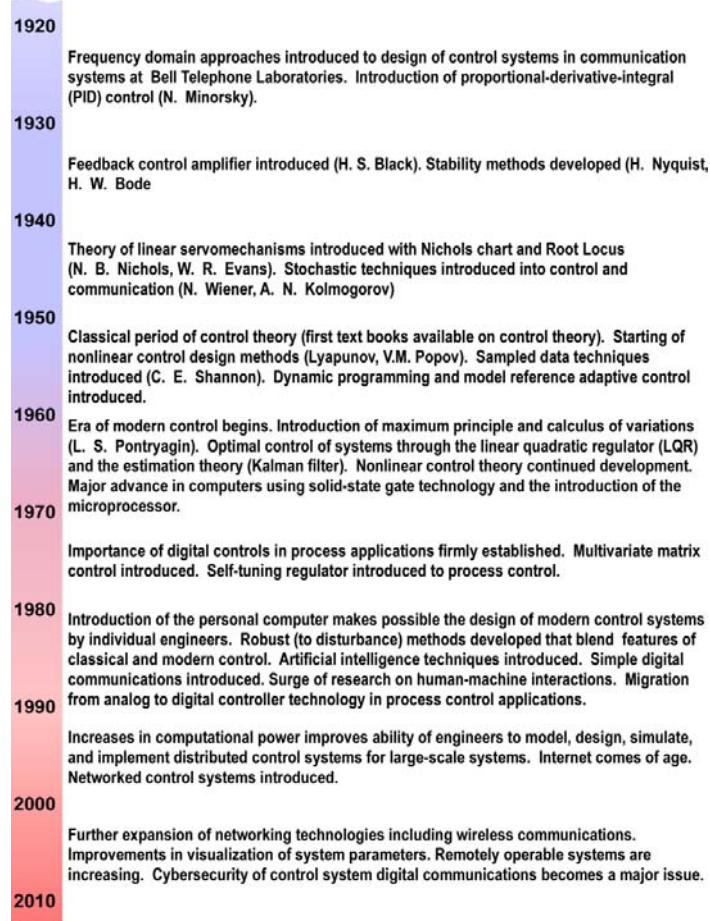 1920
Frequency domain approaches introduced to design of control systems in communication
systems at Bell Telephone Laboratories. Introduction of proportional-derivative-integral
(PID) control (N. Minorsky).
1930
Feedback control amplifier introduced (H. S. Black). Stability methods developed (H. Nyquist,
H. W. Bode
1940
Theory of linear servomechanisms introduced with Nichols chart and Root Locus
(N. B. Nichols, W. R. Evans). Stochastic techniques introduced into control and
communication (N. Wiener, A. N. Kolmogorov)
1950
Classical period of control theory (first text books available on control theory). Starting of
nonlinear control design methods (Lyapunov, V.M. Popov). Sampled data techniques
introduced (C. E. Shannon). Dynamic programming and model reference adaptive control
introduced.
1960
Era of modern control begins. Introduction of maximum principle and calculus of variations
(L. S. Pontryagin). Optimal control of systems through the linear quadratic regulator (LQR)
and the estimation theory (Kalman filter). Nonlinear control theory continued development.
Major advance in computers using solid-state gate technology and the introduction of the
microprocessor.
1970
Importance of digital controls in process applications firmly established. Multivariate matrix
control introduced. Self-tuning regulator introduced to process control.
1980
Introduction of the personal computer makes possible the design of modern control systems
by individual engineers. Robust (to disturbance) methods developed that blend features of
classical and modern control. Artificial intelligence techniques introduced. Simple digital
communications introduced. Surge of research on human-machine interactions. Migration
from analog to digital controller technology in process control applications.
1990
Increases in computational power improves ability of engineers to model, design, simulate,
and implement distributed control systems for large-scale systems. Internet comes of age.
Networked control systems introduced.
2000
Further expansion of networking technologies including wireless communications.
Improvements in visualization of system parameters. Remotely operable systems are
increasing. Cybersecurity of control system digital communications becomes a major issue.
2010